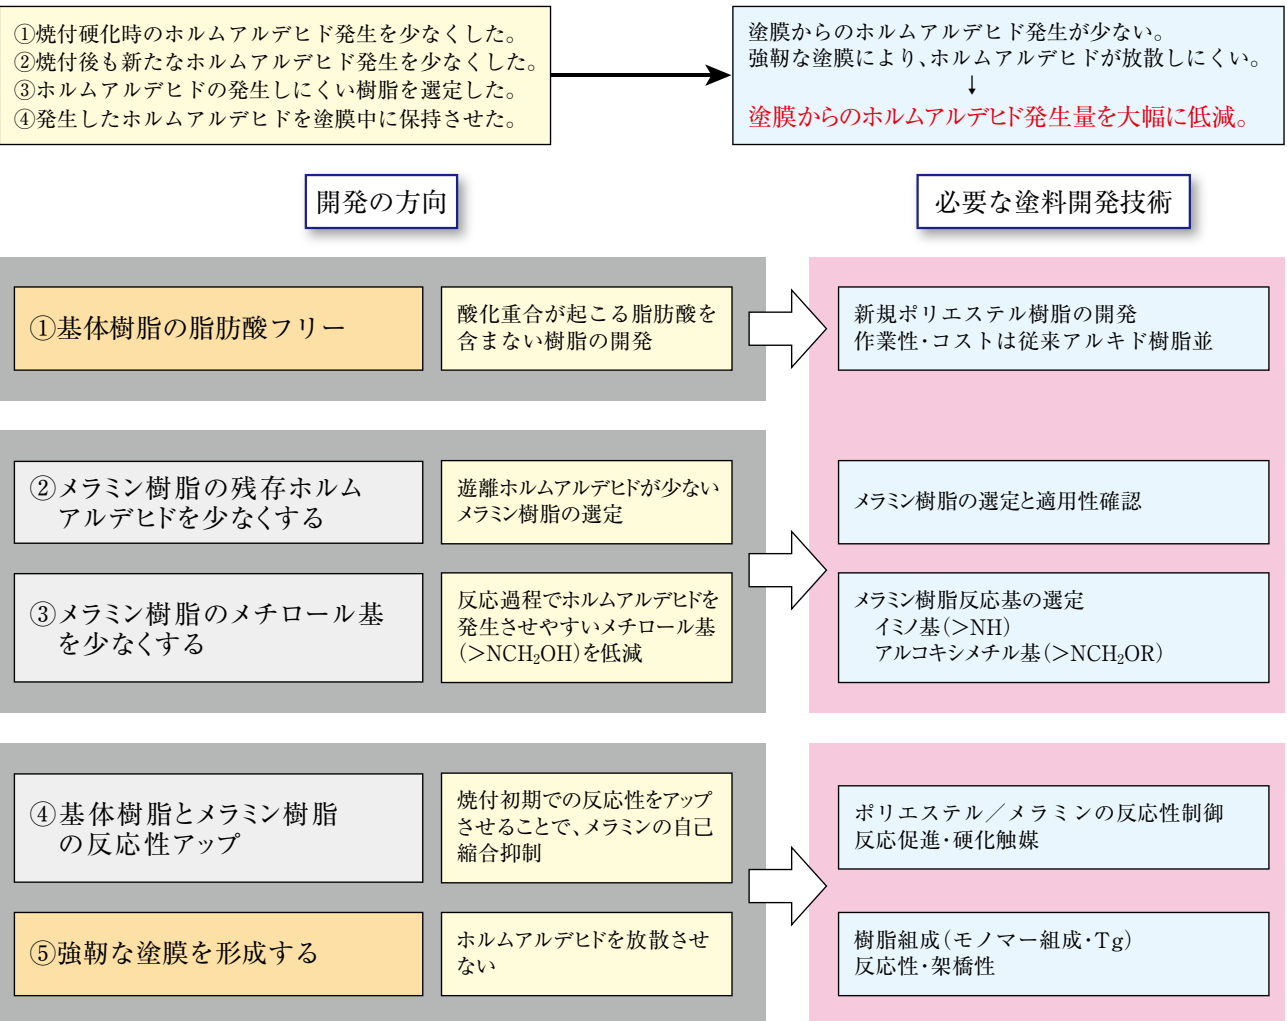 ①焼付硬化時のホルムアルデヒド発生を少なくした。
②焼付後も新たなホルムアルデヒド発生を少なくした。
③ホルムアルデヒドの発生しにくい樹脂を選定した。
④発生したホルムアルデヒドを塗膜中に保持させた。
塗膜からのホルムアルデヒド発生が少ない。
強靭な塗膜により、ホルムアルデヒドが放散しにくい。
↓
塗膜からのホルムアルデヒド発生量を大幅に低減。
開発の方向
必要な塗料開発技術
①基体樹脂の脂肪酸フリー
酸化重合が起こる脂肪酸を
含まない樹脂の開発
新規ポリエステル樹脂の開発
作業性・コストは従来アルキド樹脂並
②メラミン樹脂の残存ホルム
アルデヒドを少なくする
遊離ホルムアルデヒドが少ない
メラミン樹脂の選定
メラミン樹脂の選定と適用性確認
③メラミン樹脂のメチロール基
を少なくする
反応過程でホルムアルデヒドを
発生させやすいメチロール基
(>NCH₂OH)を低減
メラミン樹脂反応基の選定
イミノ基(>NH)
アルコキシメチル基(>NCH₂OR)
④基体樹脂とメラミン樹脂
の反応性アップ
焼付初期での反応性をアップ
させることで、メラミンの自己
縮合抑制
ポリエステル／メラミンの反応性制御
反応促進・硬化触媒
⑤強靭な塗膜を形成する
ホルムアルデヒドを放散させ
ない
樹脂組成(モノマー組成・Tg)
反応性・架橋性